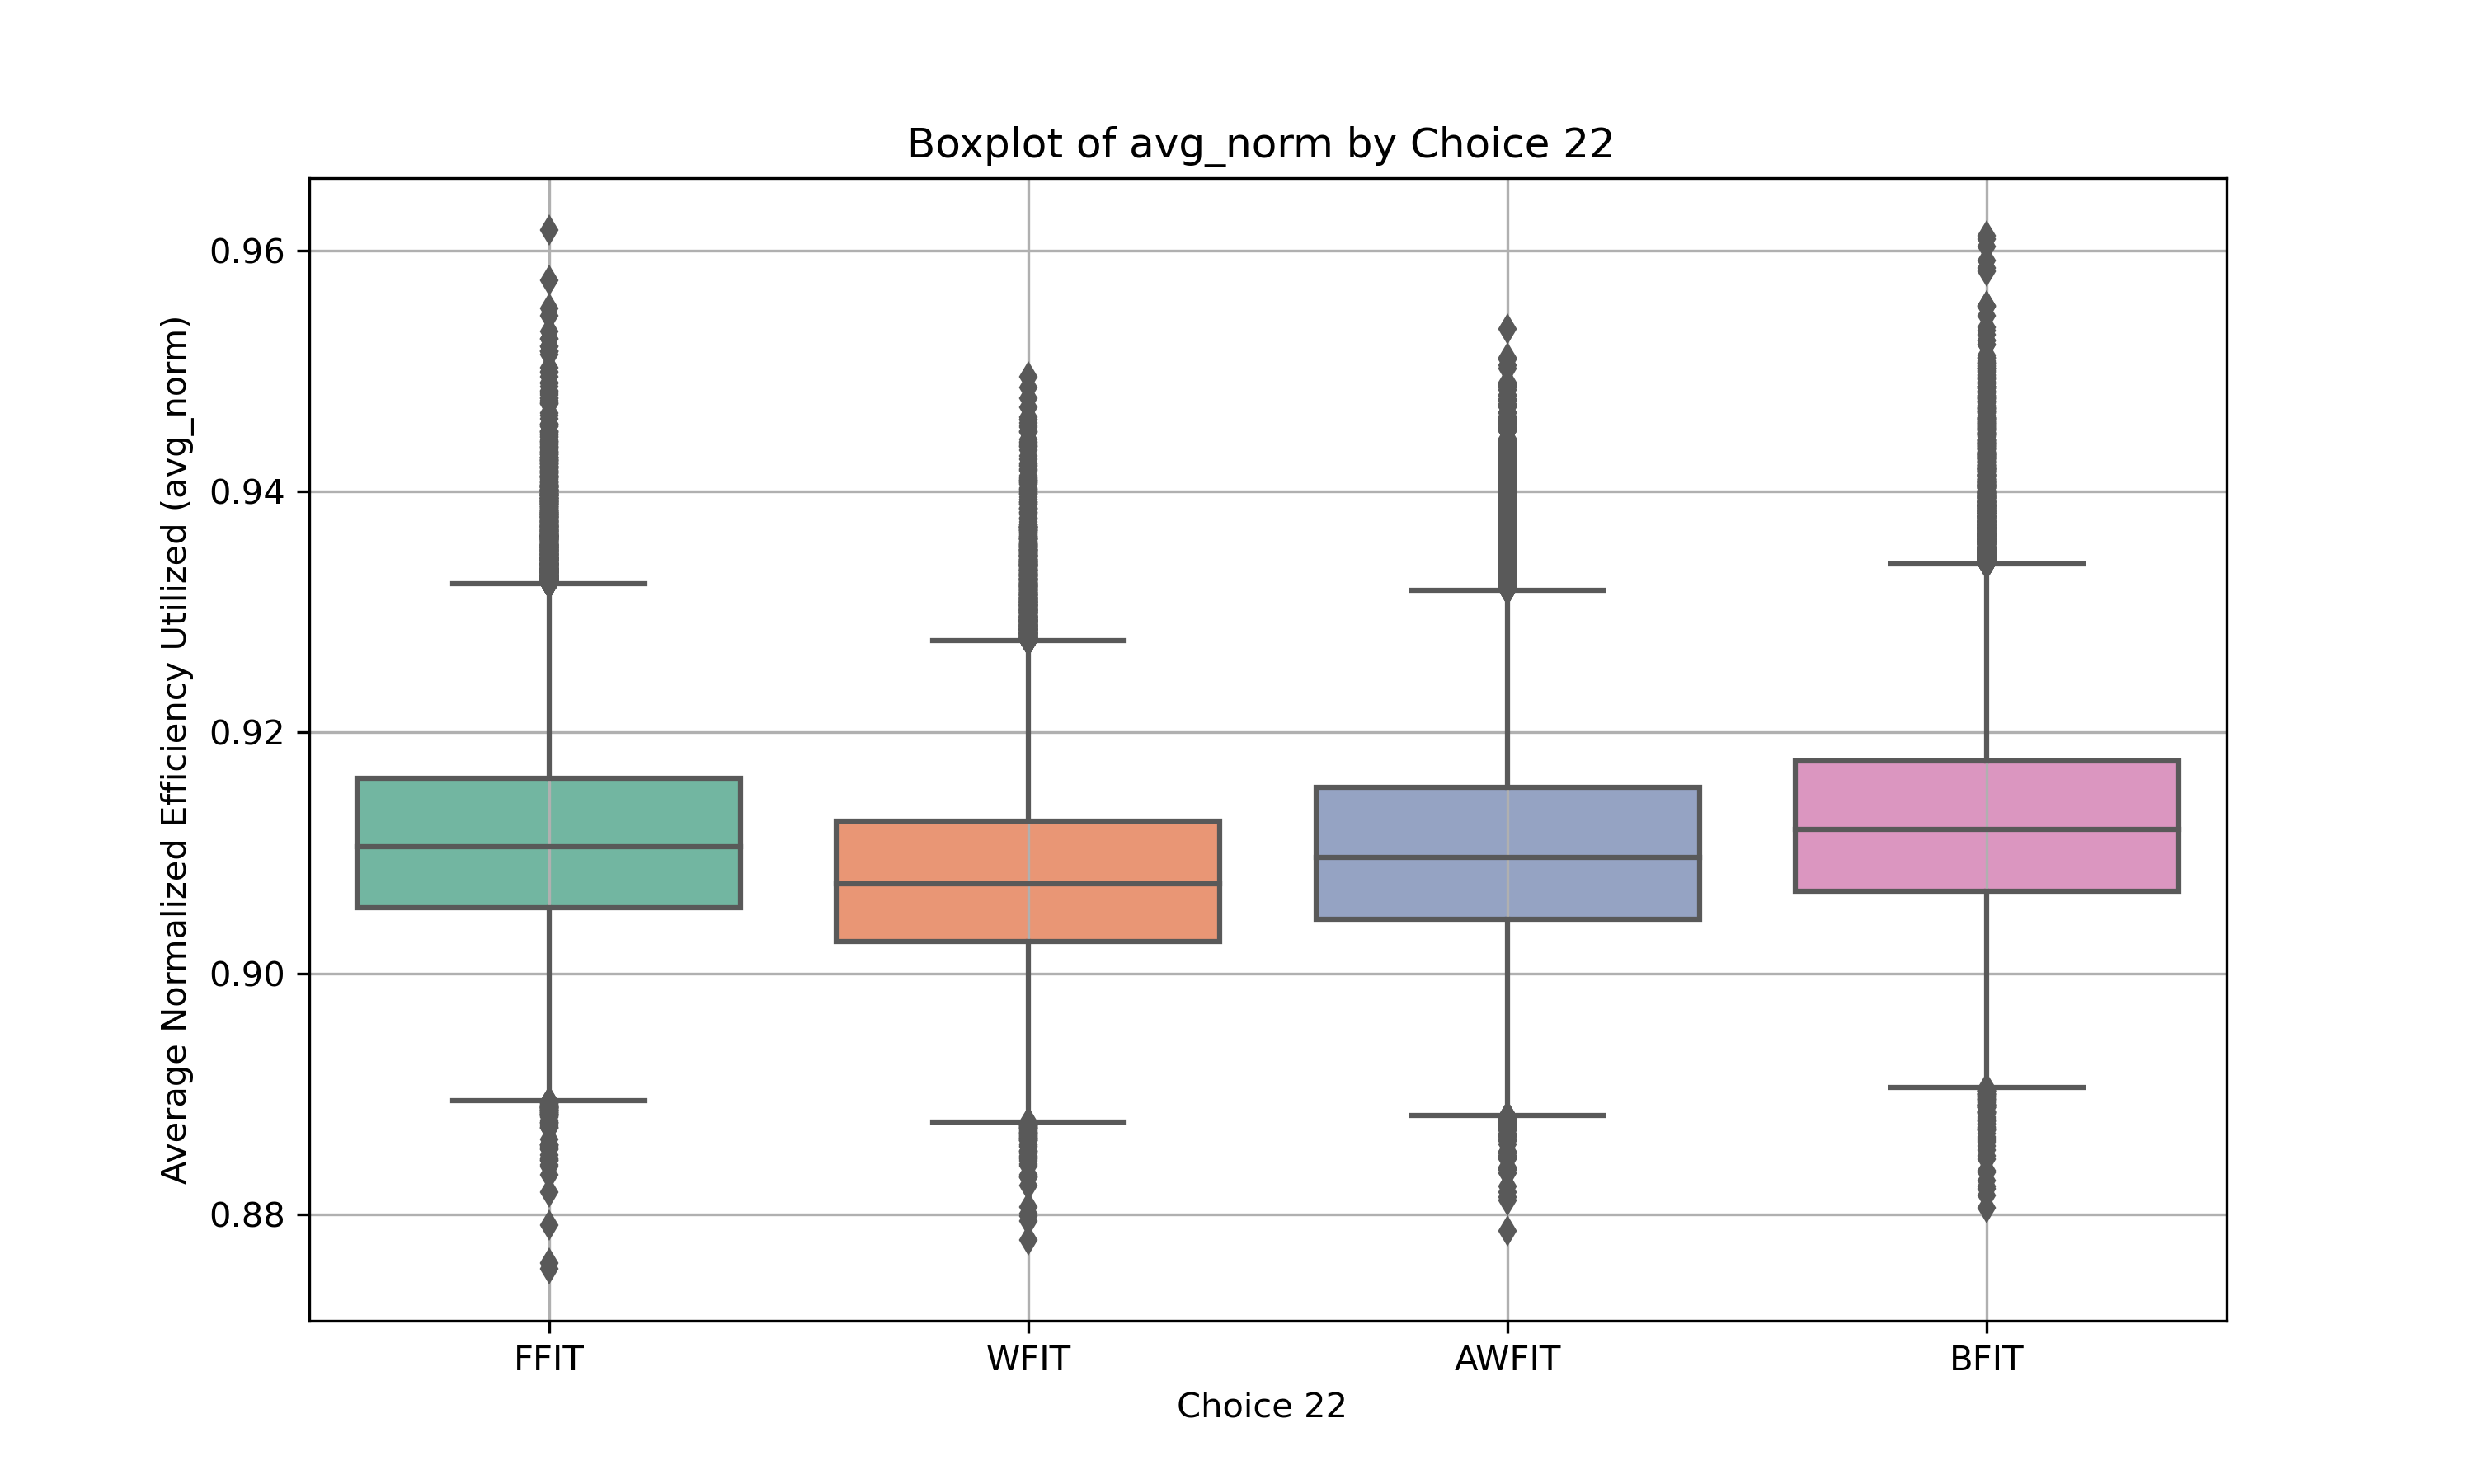 Boxplot of avg_norm by Choice 22
Average Normalized Efficiency Utilized (avg_norm)
0.96
0.94
0.92
0.90
0.88
FFIT
WFIT
AWFIT
BFIT
Choice 22